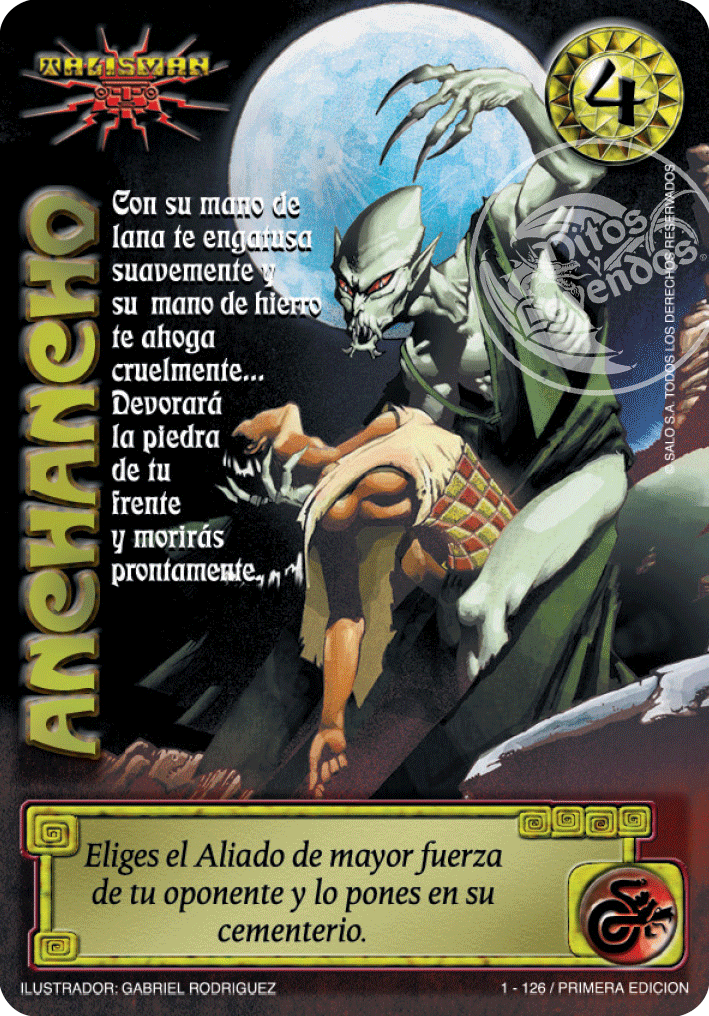 TALISMAN
4
ANCHANCHO
Con su mano de
lana te engatusa
suavemente y
su mano de hierro
te ahoga
cruelmente...
Devorará
la piedra
de tu
frente
y morirás
prontamente.
Mitos
y
Leyendas
®
© SALO S.A. TODOS LOS DERECHOS RESERVADOS
Eliges el Aliado de mayor fuerza
de tu oponente y lo pones en su
cementerio.
ILUSTRADOR: GABRIEL RODRIGUEZ
1 - 126 / PRIMERA EDICION